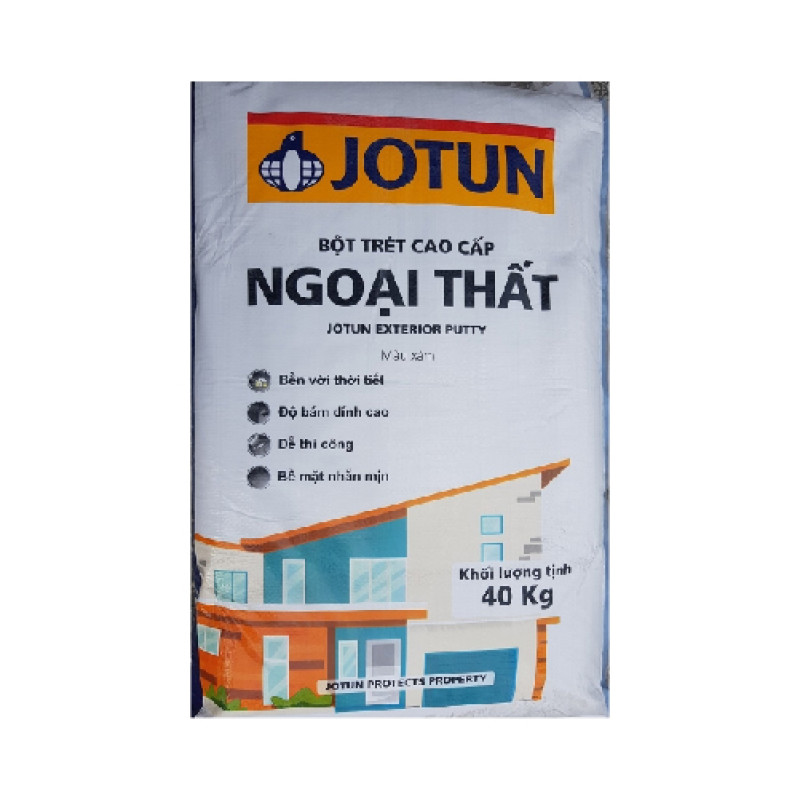 JOTUN
BỘT TRÉT CAO CẤP
NGOẠI THẤT
JOTUN EXTERIOR PUTTY
Màu xám
Bền với thời tiết
Độ bám dính cao
Dễ thi công
Bề mặt nhẵn mịn
Khối lượng tịnh
40 Kg
JOTUN PROTECTS PROPERTY